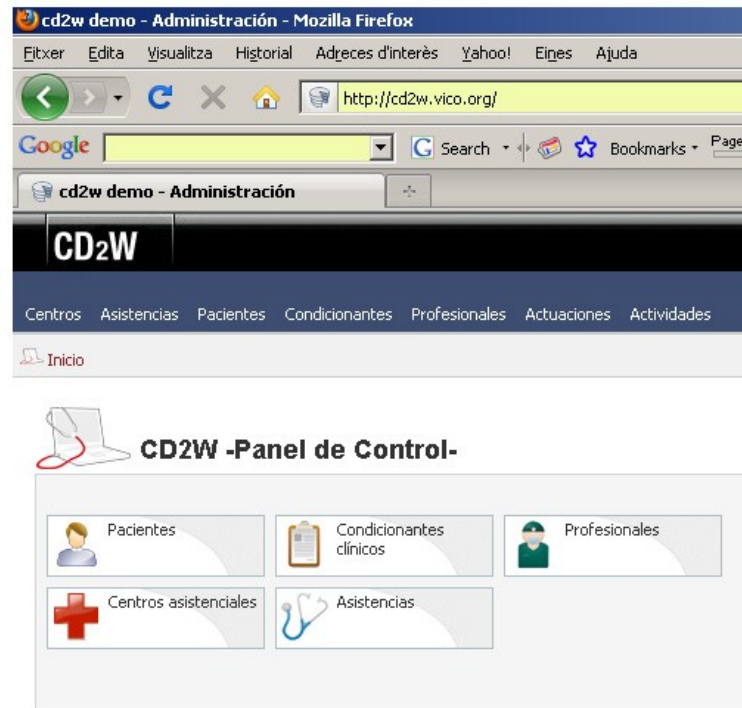 cd2w demo - Administración - Mozilla Firefox
Fitxer Edita Visualitza Historial Adreces d'interès Yahoo! Eines Ajuda
http://cd2w.vico.org/
Google G Search Bookmarks Page
cd2w demo - Administración
CD2W
Centros Asistencias Pacientes Condicionantes Profesionales Actuaciones Actividades
Inicio
CD2W -Panel de Control-
Pacientes Condicionantes clínicos Profesionales
Centros asistenciales Asistencias